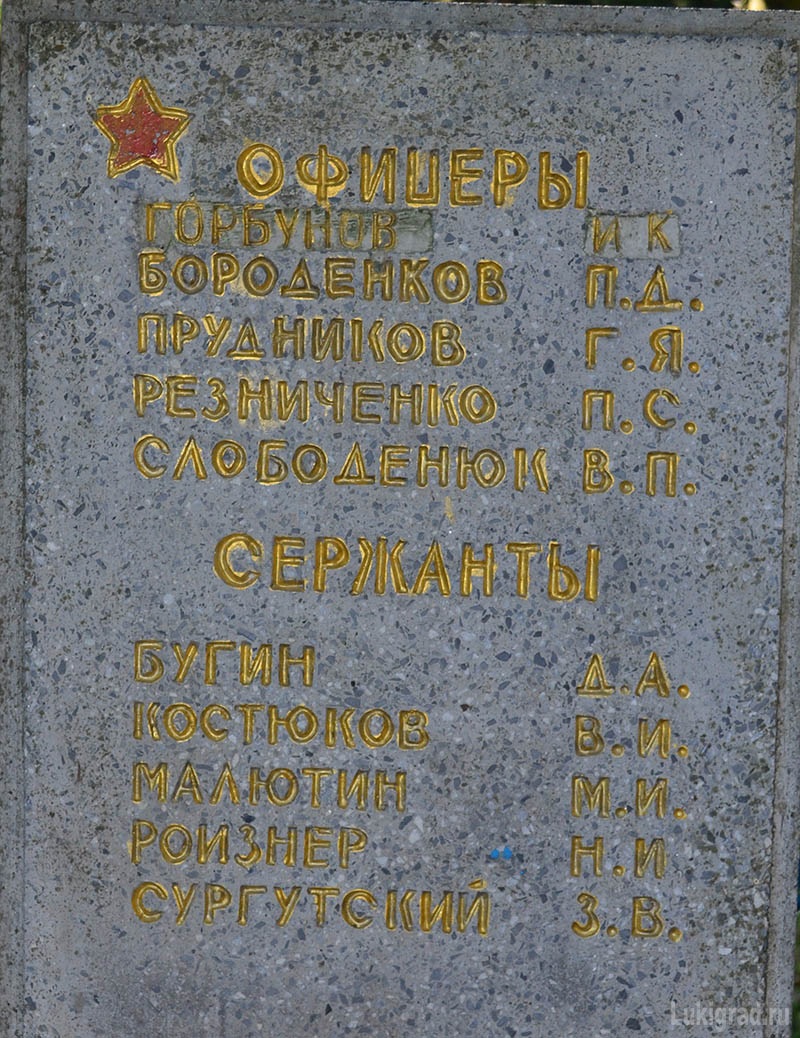 ОФИЦЕРЫ
ГОРБУНОВ И К
БОРОДЕНКОВ П.Д.
ПРУДНИКОВ Г.Я.
РЕЗНИЧЕНКО П.С.
СЛОБОДЕНЮК В.П.
СЕРЖАНТЫ
БУГИН Д.А.
КОСТЮКОВ В.И.
МАЛЮТИН М.И.
РОИЗНЕР Н.И
СУРГУТСКИЙ З.В.
Lukigrad.ru